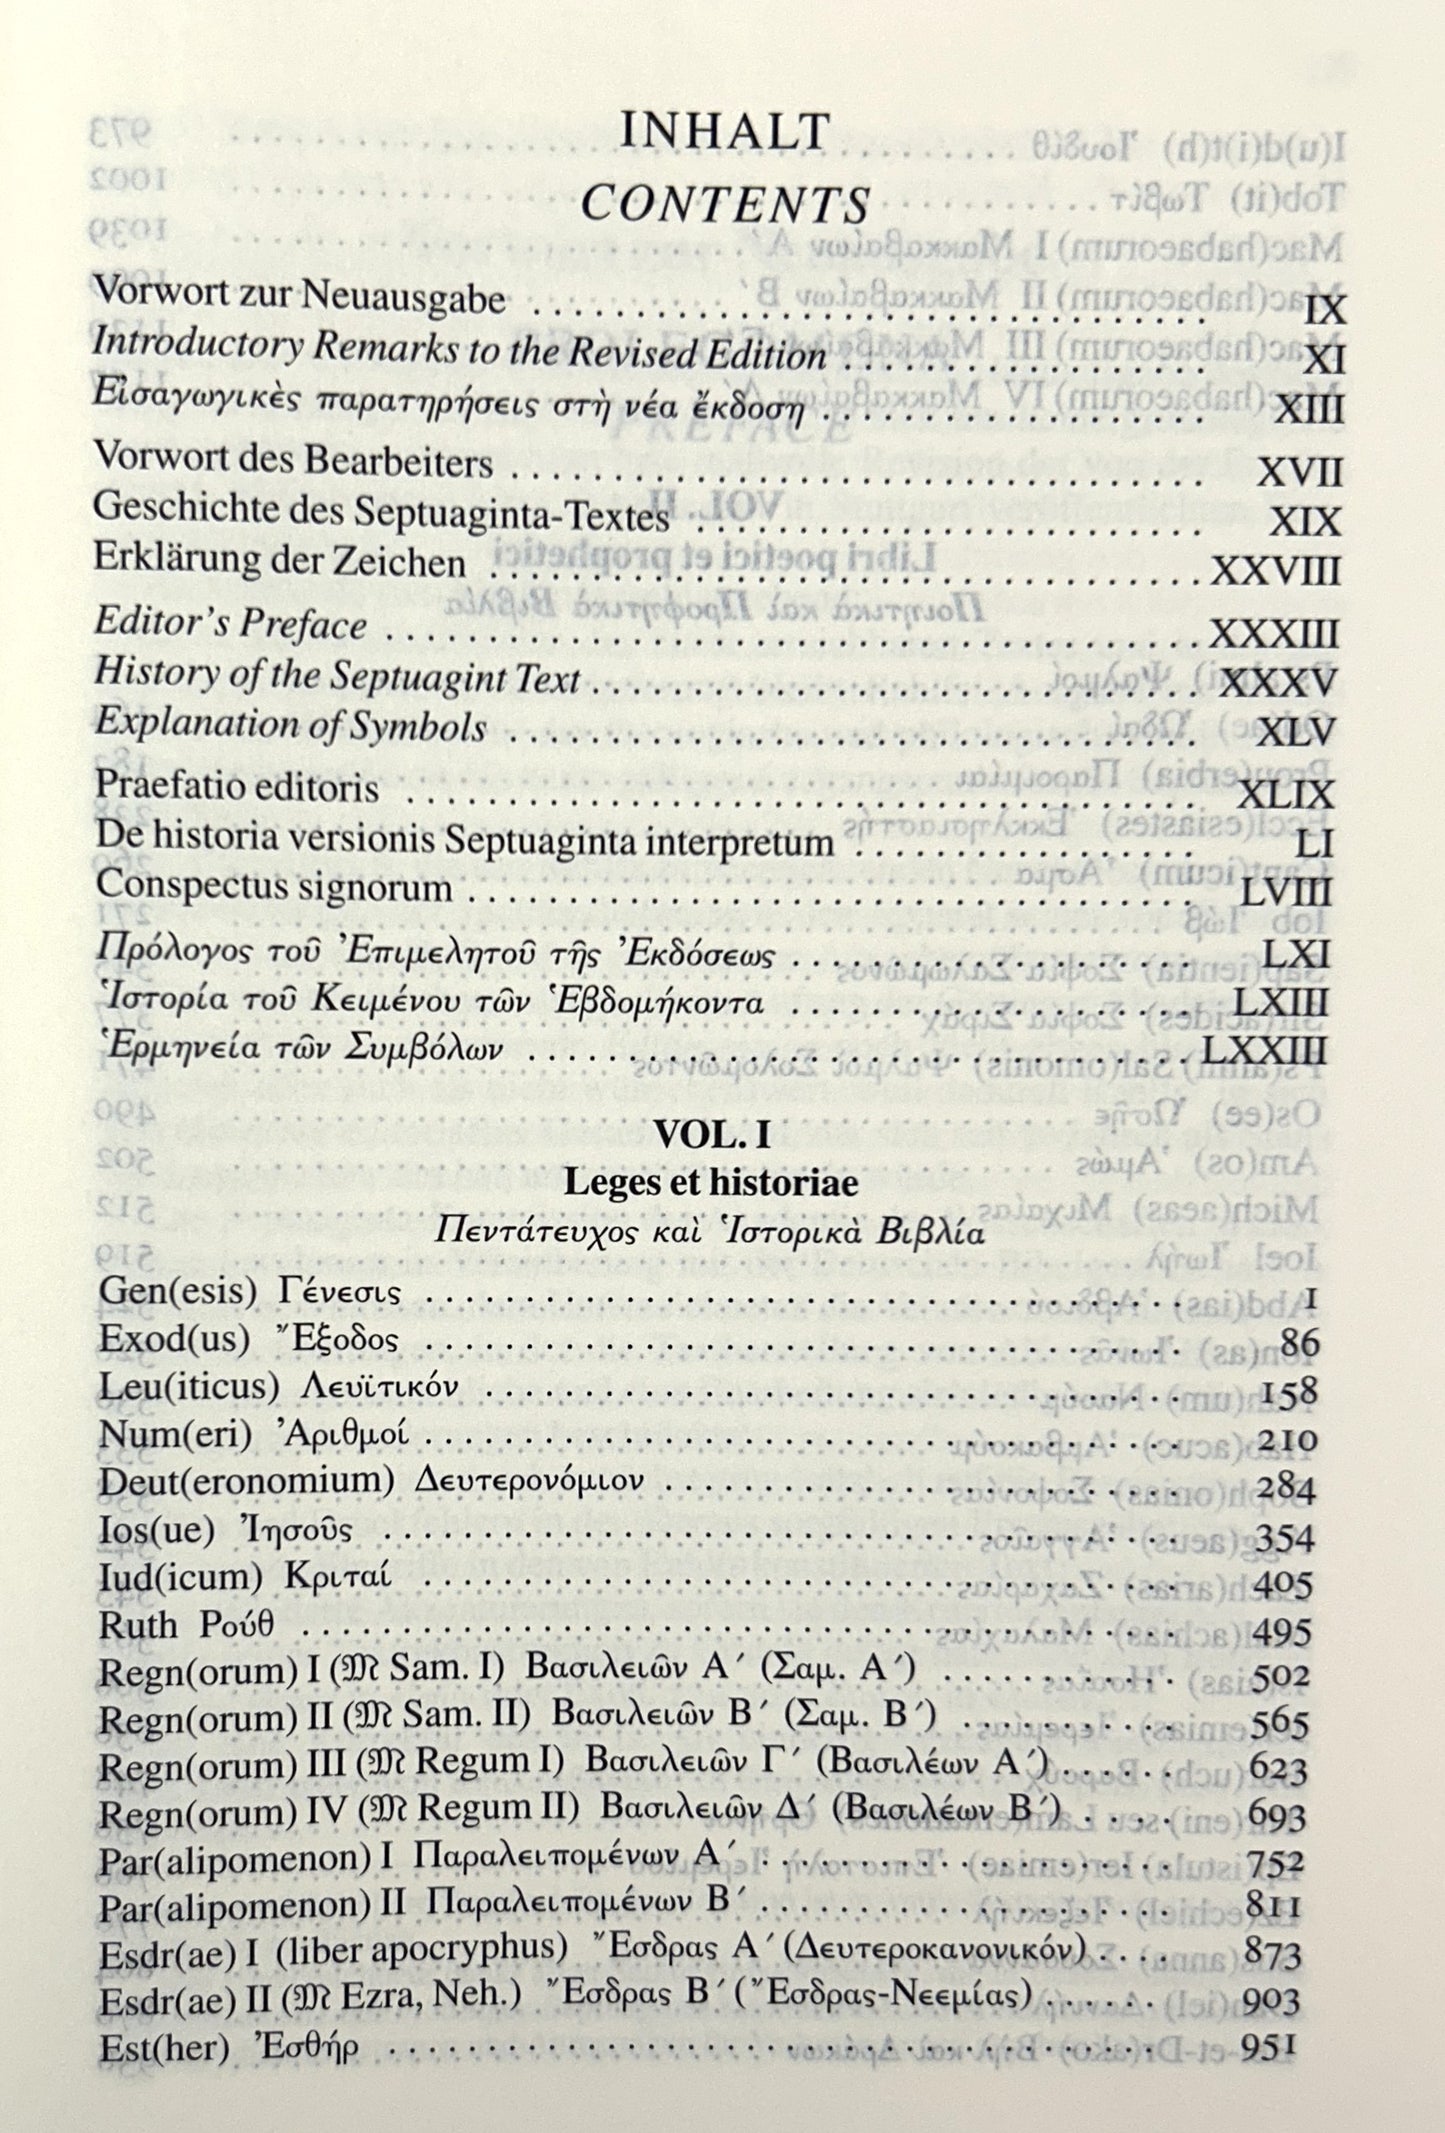 INHALT
CONTENTS
Vorwort zur Neuausgabe . . . . . . . . . . . . . . . . . . . . . . . . . . . . . . . . . . . . IX
Introductory Remarks to the Revised Edition . . . . . . . . . . . . . . . . . . . XI
Εἰσαγωγικὲς παρατηρήσεις στὴ νέα ἔκδοση . . . . . . . . . . . . . . . . . . . . XIII
Vorwort des Bearbeiters . . . . . . . . . . . . . . . . . . . . . . . . . . . . . . . . . . . . . XVII
Geschichte des Septuaginta-Textes . . . . . . . . . . . . . . . . . . . . . . . . . . . XIX
Erklärung der Zeichen . . . . . . . . . . . . . . . . . . . . . . . . . . . . . . . . . . . . . . XXVIII
Editor's Preface . . . . . . . . . . . . . . . . . . . . . . . . . . . . . . . . . . . . . . . . . . . XXXIII
History of the Septuagint Text . . . . . . . . . . . . . . . . . . . . . . . . . . . . . . . . XXXV
Explanation of Symbols . . . . . . . . . . . . . . . . . . . . . . . . . . . . . . . . . . . . . XLV
Praefatio editoris . . . . . . . . . . . . . . . . . . . . . . . . . . . . . . . . . . . . . . . . . . XLIX
De historia versionis Septuaginta interpretum . . . . . . . . . . . . . . . . . . LI
Conspectus signorum . . . . . . . . . . . . . . . . . . . . . . . . . . . . . . . . . . . . . . LVIII
Πρόλογος τοῦ Ἐπιμελητοῦ τῆς Ἐκδόσεως . . . . . . . . . . . . . . . . . . . . . LXI
Ἱστορία τοῦ Κειμένου τῶν Ἑβδομήκοντα . . . . . . . . . . . . . . . . . . . . . LXIII
Ἑρμηνεία τῶν Συμβόλων . . . . . . . . . . . . . . . . . . . . . . . . . . . . . . . . . . . LXXIII
VOL. I
Leges et historiae
Πεντάτευχος καὶ Ἱστορικὰ Βιβλία
Gen(esis) Γένεσις . . . . . . . . . . . . . . . . . . . . . . . . . . . . . . . . . . . . . . . . 1
Exod(us) Ἔξοδος . . . . . . . . . . . . . . . . . . . . . . . . . . . . . . . . . . . . . . . . 86
Leu(iticus) Λευϊτικόν . . . . . . . . . . . . . . . . . . . . . . . . . . . . . . . . . . . . . 158
Num(eri) Ἀριθμοί . . . . . . . . . . . . . . . . . . . . . . . . . . . . . . . . . . . . . . . . 210
Deut(eronomium) Δευτερονόμιον . . . . . . . . . . . . . . . . . . . . . . . . . . . 284
Ios(ue) Ἰησοῦς . . . . . . . . . . . . . . . . . . . . . . . . . . . . . . . . . . . . . . . . . . 354
Iud(icum) Κριταί . . . . . . . . . . . . . . . . . . . . . . . . . . . . . . . . . . . . . . . . 405
Ruth Ρούθ . . . . . . . . . . . . . . . . . . . . . . . . . . . . . . . . . . . . . . . . . . . . . . 495
Regn(orum) I (𝔐 Sam. I) Βασιλειῶν Α´ (Σαμ. Α´) . . . . . . . . . . . . 502
Regn(orum) II (𝔐 Sam. II) Βασιλειῶν Β´ (Σαμ. Β´) . . . . . . . . . . . 565
Regn(orum) III (𝔐 Regum I) Βασιλειῶν Γ´ (Βασιλέων Α´) . . . . . . 623
Regn(orum) IV (𝔐 Regum II) Βασιλειῶν Δ´ (Βασιλέων Β´) . . . . 693
Par(alipomenon) I Παραλειπομένων Α´ . . . . . . . . . . . . . . . . . . . . . . 752
Par(alipomenon) II Παραλειπομένων Β´ . . . . . . . . . . . . . . . . . . . . . . 811
Esdr(ae) I (liber apocryphus) Ἔσδρας Α´ (Δευτεροκανονικόν) . . . . 873
Esdr(ae) II (𝔐 Ezra, Neh.) Ἔσδρας Β´ (Ἔσδρας-Νεεμίας) . . . . . . 903
Est(her) Ἐσθήρ . . . . . . . . . . . . . . . . . . . . . . . . . . . . . . . . . . . . . . . . . 951